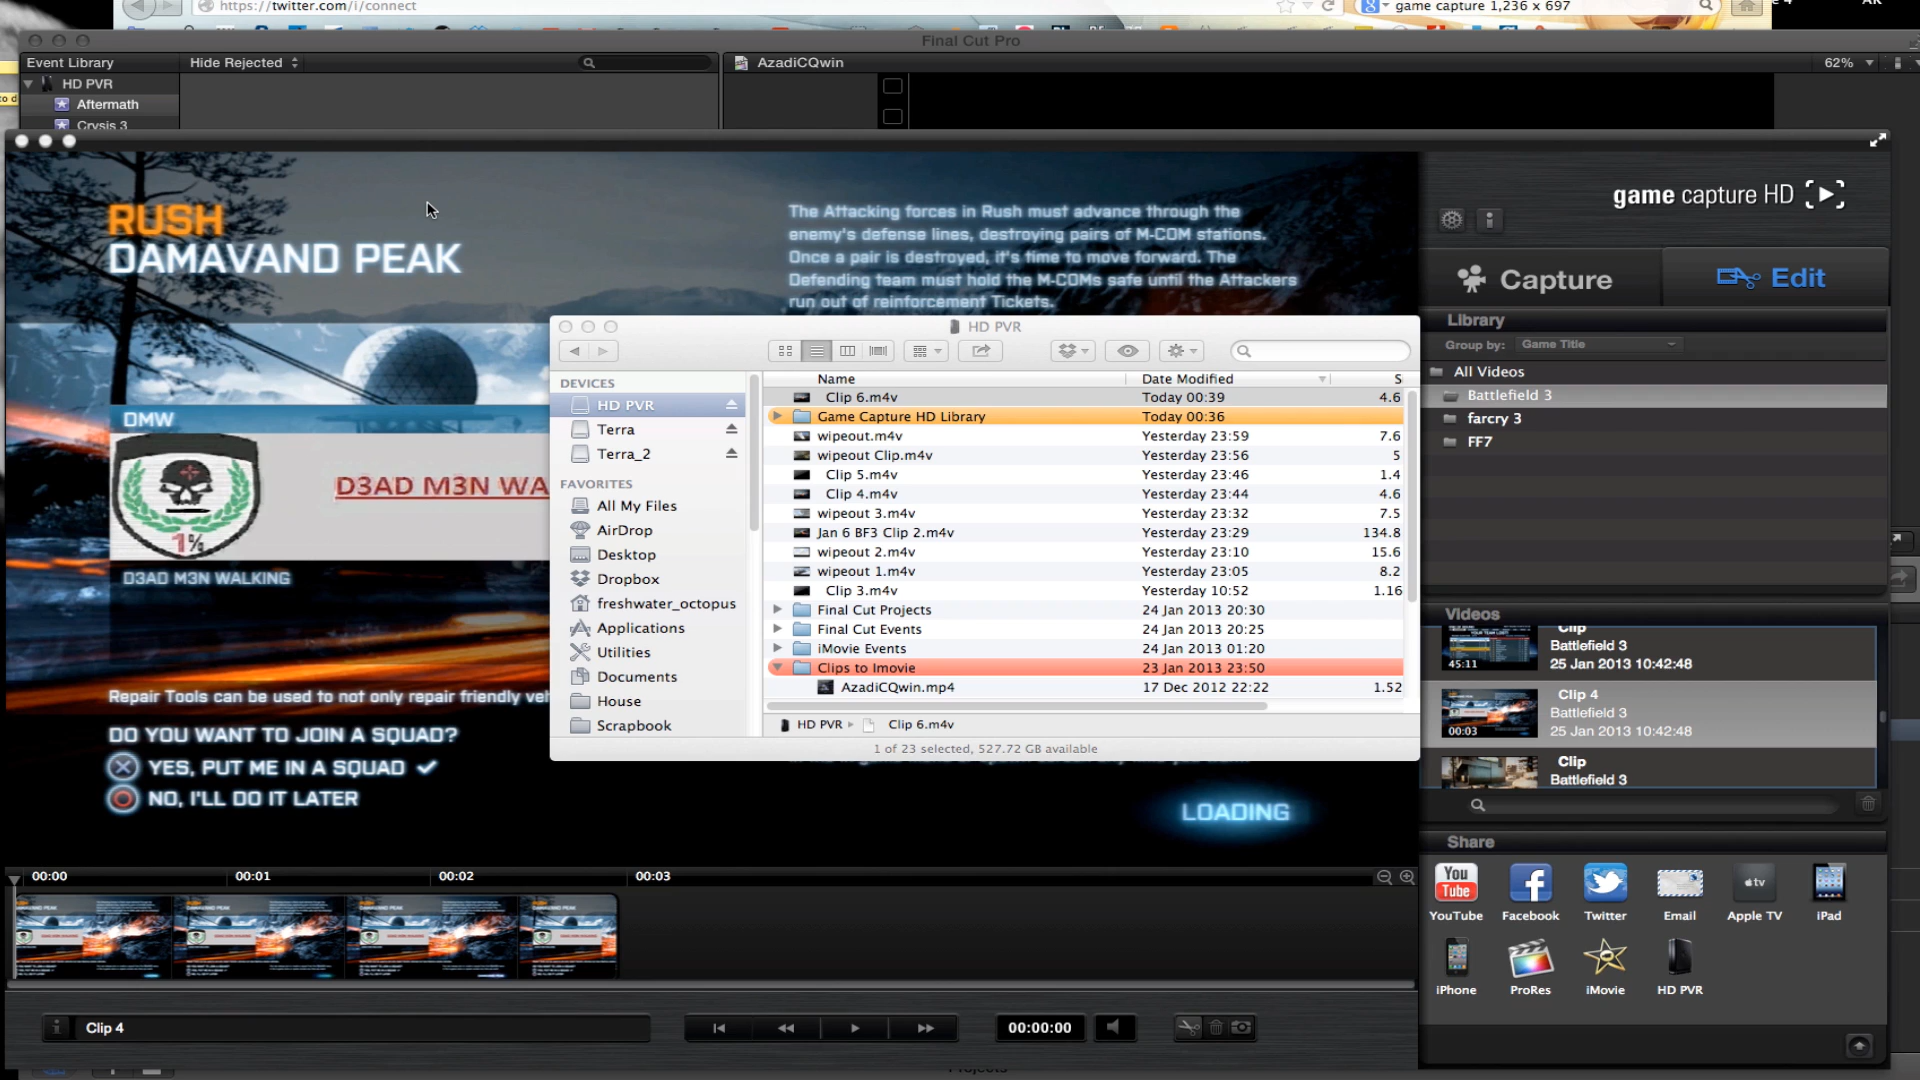 https://twitter.com/i/connect
game capture 1,236 x 697
AR
Final Cut Pro
Event Library
Hide Rejected
AzadiCQwin
62%
HD PVR
Aftermath
Crysis 3
RUSH
DAMAVAND PEAK
The Attacking forces in Rush must advance through the
enemy's defense lines, destroying pairs of M-COM stations.
Once a pair is destroyed, it's time to move forward. The
Defending team must hold the M-COMs safe until the Attackers
run out of reinforcement Tickets.
DMW
D3AD M3N WA
1%
D3AD M3N WALKING
Repair Tools can be used to not only repair friendly veh
DO YOU WANT TO JOIN A SQUAD?
YES, PUT ME IN A SQUAD
NO, I'LL DO IT LATER
LOADING
HD PVR
DEVICES
HD PVR
Terra
Terra_2
FAVORITES
All My Files
AirDrop
Desktop
Dropbox
freshwater_octopus
Applications
Utilities
Documents
House
Scrapbook
Name Date Modified S
Clip 6.m4v Today 00:39 4.6
Game Capture HD Library Today 00:36
wipeout.m4v Yesterday 23:59 7.6
wipeout Clip.m4v Yesterday 23:56 5
Clip 5.m4v Yesterday 23:46 1.4
Clip 4.m4v Yesterday 23:44 4.6
wipeout 3.m4v Yesterday 23:32 7.5
Jan 6 BF3 Clip 2.m4v Yesterday 23:29 134.8
wipeout 2.m4v Yesterday 23:10 15.6
wipeout 1.m4v Yesterday 23:05 8.2
Clip 3.m4v Yesterday 10:52 1.16
Final Cut Projects 24 Jan 2013 20:30
Final Cut Events 24 Jan 2013 20:25
iMovie Events 24 Jan 2013 01:20
Clips to Imovie 23 Jan 2013 23:50
AzadiCQwin.mp4 17 Dec 2012 22:22 1.52
HD PVR Clip 6.m4v
1 of 23 selected, 527.72 GB available
game capture HD
Capture
Edit
Library
Group by: Game Title
All Videos
Battlefield 3
farcry 3
FF7
Videos
Clip
Battlefield 3
25 Jan 2013 10:42:48
45:11
Clip 4
Battlefield 3
25 Jan 2013 10:42:48
00:03
Clip
Battlefield 3
Share
YouTube
Facebook
Twitter
Email
Apple TV
iPad
iPhone
ProRes
iMovie
HD PVR
You
Tube
tv
00:00
00:01
00:02
00:03
Clip 4
00:00:00
Projects